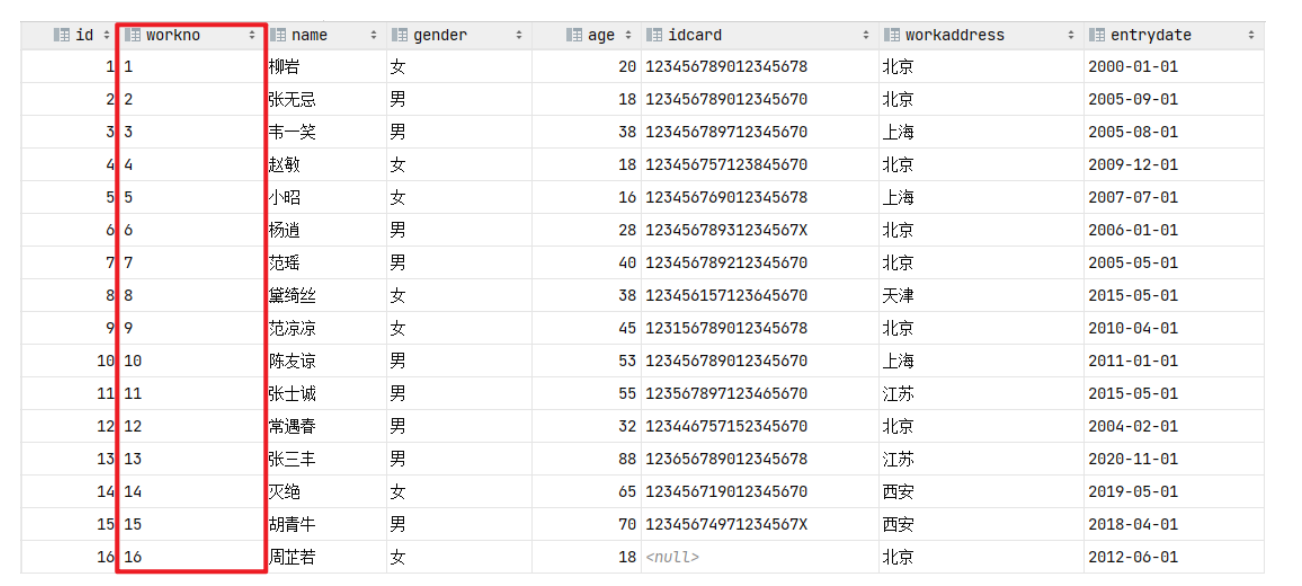 id workno name gender age idcard workaddress entrydate
1 1 柳岩 女 20 123456789012345678 北京 2000-01-01
2 2 张无忌 男 18 123456789012345670 北京 2005-09-01
3 3 韦一笑 男 38 123456789712345670 上海 2005-08-01
4 4 赵敏 女 18 123456757123845670 北京 2009-12-01
5 5 小昭 女 16 123456769012345678 上海 2007-07-01
6 6 杨逍 男 28 12345678931234567X 北京 2006-01-01
7 7 范瑶 男 40 123456789212345670 北京 2005-05-01
8 8 黛绮丝 女 38 123456157123645670 天津 2015-05-01
9 9 范凉凉 女 45 123156789012345678 北京 2010-04-01
10 10 陈友谅 男 53 123456789012345670 上海 2011-01-01
11 11 张士诚 男 55 123567897123465670 江苏 2015-05-01
12 12 常遇春 男 32 123446757152345670 北京 2004-02-01
13 13 张三丰 男 88 123656789012345678 江苏 2020-11-01
14 14 灭绝 女 65 123456719012345670 西安 2019-05-01
15 15 胡青牛 男 70 12345674971234567X 西安 2018-04-01
16 16 周芷若 女 18 <null> 北京 2012-06-01